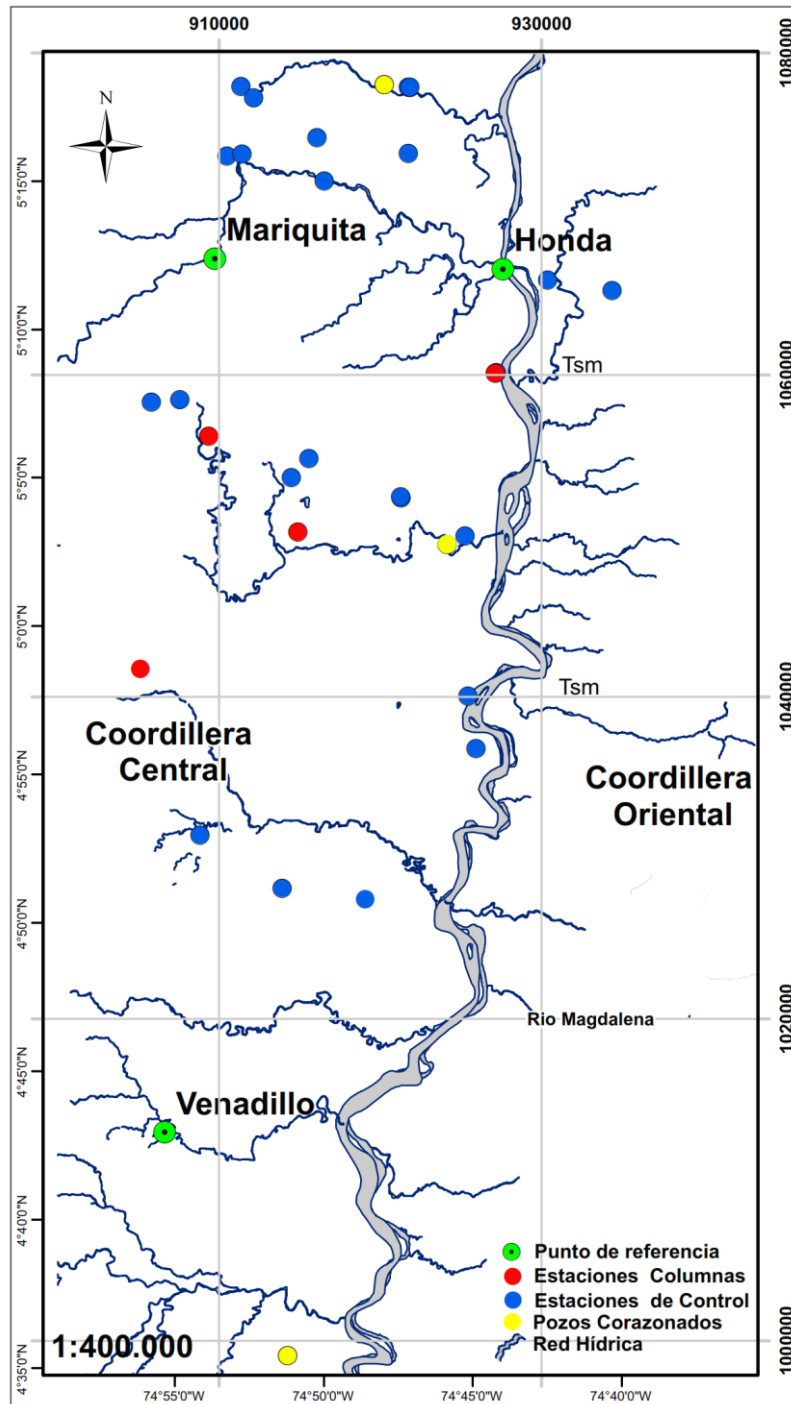 910000
930000
1080000
N
5°15'0"N
Mariquita
Honda
5°10'0"N
Tsm
1060000
5°5'0"N
5°0'0"N
Tsm
1040000
Coordillera
Central
4°55'0"N
Coordillera
Oriental
4°50'0"N
Rio Magdalena
1020000
4°45'0"N
Venadillo
4°40'0"N
Punto de referencia
Estaciones Columnas
Estaciones de Control
Pozos Corazonados
Red Hídrica
1:400.000
1000000
4°35'0"N
74°55'0"W
74°50'0"W
74°45'0"W
74°40'0"W